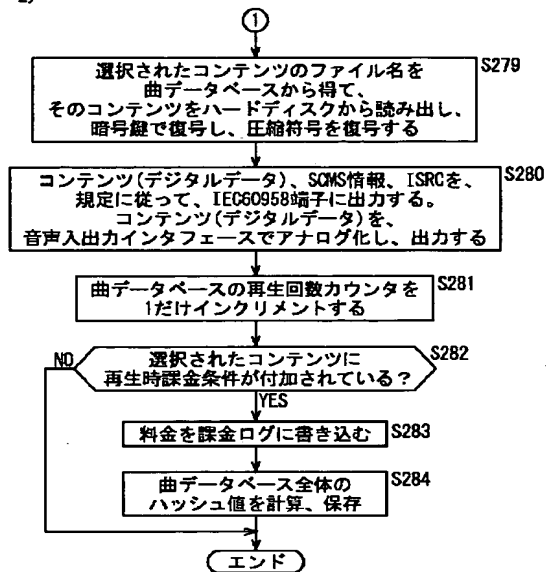 2)
1
選択されたコンテンツのファイル名を
曲データベースから得て、
そのコンテンツをハードディスクから読み出し、
暗号鍵で復号し、圧縮符号を復号する
S279
コンテンツ(デジタルデータ)、SCMS情報、ISRCを、
規定に従って、IEC60958端子に出力する。
コンテンツ(デジタルデータ)を、
音声入出力インタフェースでアナログ化し、出力する
S280
曲データベースの再生回数カウンタを
1だけインクリメントする
S281
選択されたコンテンツに
再生時課金条件が付加されている?
S282
NO
YES
料金を課金ログに書き込む
S283
曲データベース全体の
ハッシュ値を計算、保存
S284
エンド